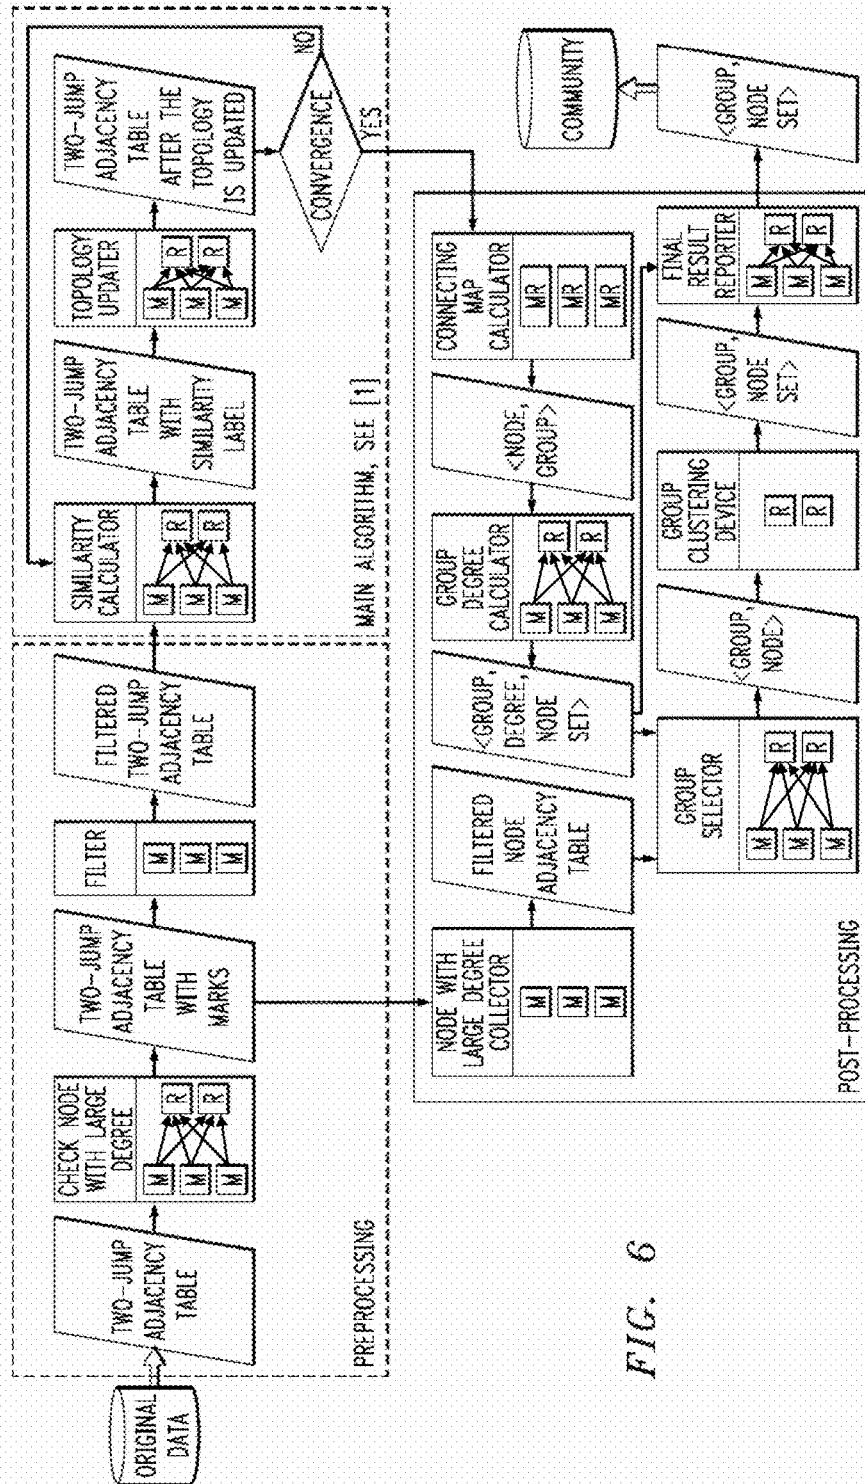 ORIGINAL
DATA
TWO-JUMP
ADJACENCY
TABLE
CHECK NODE
WITH LARGE
DEGREE
M
M
M
R
R
TWO-JUMP
ADJACENCY
TABLE
WITH
MARKS
FILTER
M
M
M
FILTERED
TWO-JUMP
ADJACENCY
TABLE
PREPROCESSING
SIMILARITY
CALCULATOR
M
M
M
R
R
TWO-JUMP
ADJACENCY
TABLE
WITH
SIMILARITY
LABEL
TOPOLOGY
UPDATER
M
M
M
R
R
TWO-JUMP
ADJACENCY
TABLE
AFTER THE
TOPOLOGY
IS UPDATED
CONVERGENCE
NO
YES
MAIN ALGORITHM, SEE [1]
NODE WITH
LARGE DEGREE
COLLECTOR
M
M
M
FILTERED
NODE
ADJACENCY
TABLE
<GROUP,
DEGREE,
NODE
SET>
GROUP
DEGREE
CALCULATOR
M
M
M
R
R
<NODE,
GROUP>
CONNECTING
MAP
CALCULATOR
MR
MR
MR
GROUP
SELECTOR
M
M
M
R
R
<GROUP,
NODE>
GROUP
CLUSTERING
DEVICE
R
R
<GROUP,
NODE
SET>
FINAL
RESULT
REPORTER
M
M
M
R
R
<GROUP,
NODE
SET>
COMMUNITY
POST-PROCESSING
FIG. 6